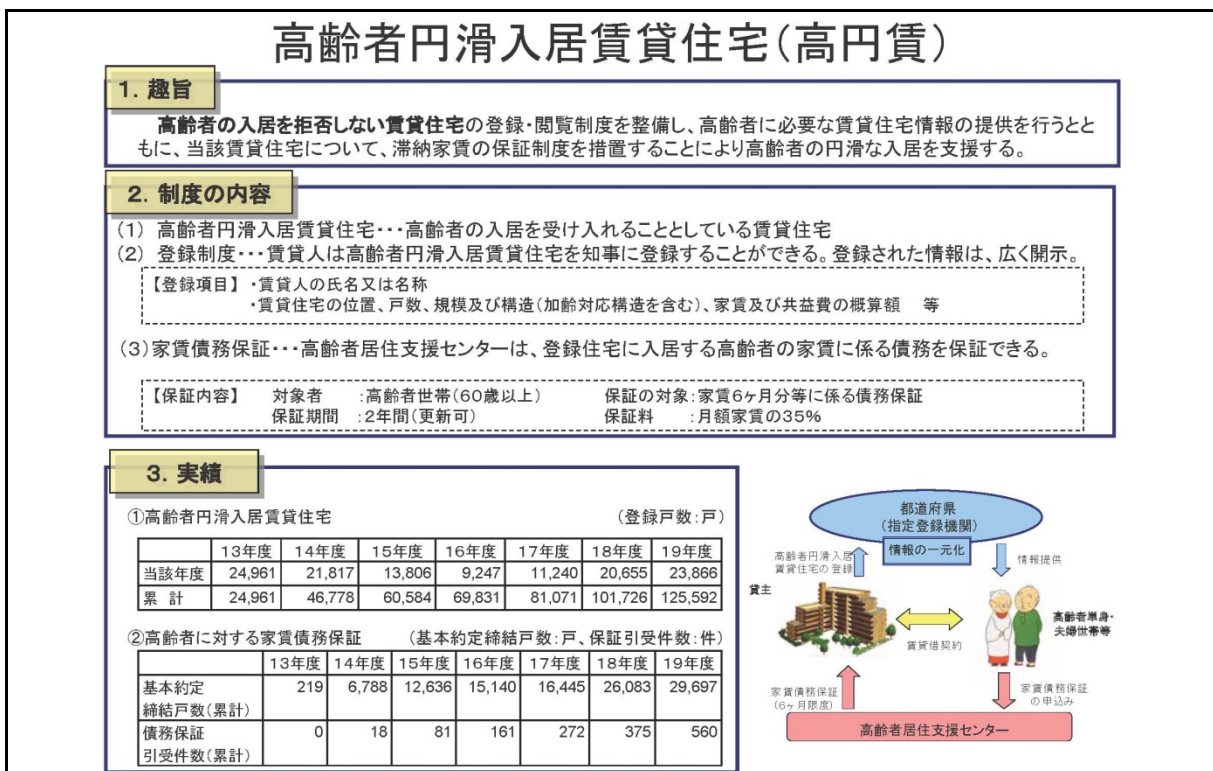 高齢者円滑入居賃貸住宅(高円賃)
1. 趣旨
高齢者の入居を拒否しない賃貸住宅の登録・閲覧制度を整備し、高齢者に必要な賃貸住宅情報の提供を行うとと
もに、当該賃貸住宅について、滞納家賃の保証制度を措置することにより高齢者の円滑な入居を支援する。
2. 制度の内容
(1) 高齢者円滑入居賃貸住宅・・・高齢者の入居を受け入れることとしている賃貸住宅
(2) 登録制度・・・賃貸人は高齢者円滑入居賃貸住宅を知事に登録することができる。登録された情報は、広く開示。
【登録項目】・賃貸人の氏名又は名称
・賃貸住宅の位置、戸数、規模及び構造(加齢対応構造を含む)、家賃及び共益費の概算額 等
(3)家賃債務保証・・・高齢者居住支援センターは、登録住宅に入居する高齢者の家賃に係る債務を保証できる。
【保証内容】 対象者 :高齢者世帯(60歳以上) 保証の対象:家賃6ヶ月分等に係る債務保証
保証期間 :2年間(更新可) 保証料 :月額家賃の35%
3. 実績
①高齢者円滑入居賃貸住宅 (登録戸数:戸)
13年度 14年度 15年度 16年度 17年度 18年度 19年度
当該年度 24,961 21,817 13,806 9,247 11,240 20,655 23,866
累 計 24,961 46,778 60,584 69,831 81,071 101,726 125,592
②高齢者に対する家賃債務保証 (基本約定締結戸数:戸、保証引受件数:件)
13年度 14年度 15年度 16年度 17年度 18年度 19年度
基本約定 219 6,788 12,636 15,140 16,445 26,083 29,697
締結戸数(累計)
債務保証 0 18 81 161 272 375 560
引受件数(累計)
都道府県
(指定登録機関)
情報の一元化
高齢者円滑入居
賃貸住宅の登録
情報提供
貸主
高齢者単身・
夫婦世帯等
賃貸借契約
家賃債務保証
(6ヶ月限度)
家賃債務保証
の申込み
高齢者居住支援センター